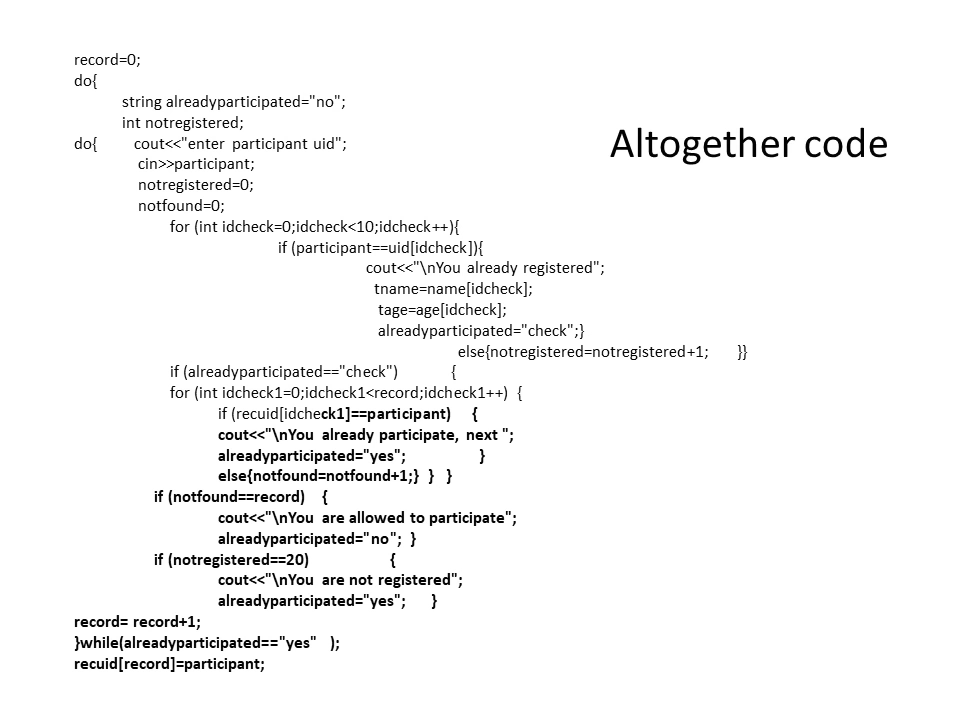 record=0;
do{
string alreadyparticipated="no";
int notregistered;
do{ cout<<"enter participant uid";
cin>>participant;
notregistered=0;
notfound=0;
for (int idcheck=0;idcheck<10;idcheck++){
if (participant==uid[idcheck]){
cout<<"\nYou already registered";
tname=name[idcheck];
tage=age[idcheck];
alreadyparticipated="check";}
else{notregistered=notregistered+1; }}
if (alreadyparticipated=="check") {
for (int idcheck1=0;idcheck1<record;idcheck1++) {
if (recuid[idcheck1]==participant) {
cout<<"\nYou already participate, next ";
alreadyparticipated="yes"; }
else{notfound=notfound+1;} } }
if (notfound==record) {
cout<<"\nYou are allowed to participate";
alreadyparticipated="no"; }
if (notregistered==20) {
cout<<"\nYou are not registered";
alreadyparticipated="yes"; }
record= record+1;
}while(alreadyparticipated=="yes" );
recuid[record]=participant;
Altogether code